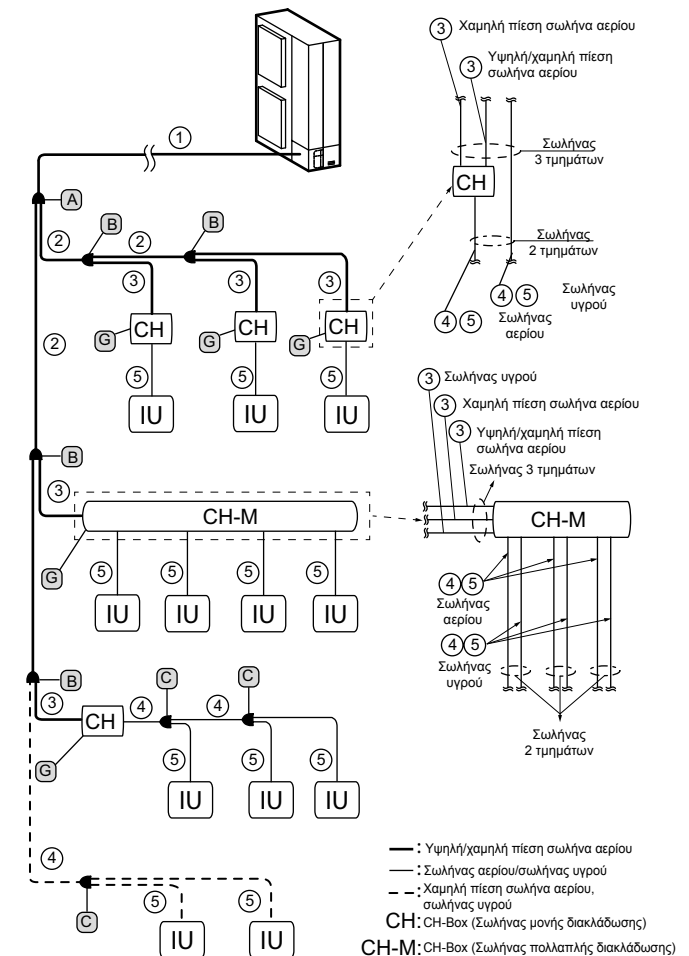 ①
A
②
B
②
B
③
③
③
CH
CH
CH
G
G
G
②
⑤
⑤
⑤
IU
IU
IU
B
③
CH-M
G
⑤
⑤
⑤
⑤
IU
IU
IU
IU
B
③
CH
④
C
④
C
G
⑤
⑤
⑤
IU
IU
IU
④
C
⑤
⑤
IU
IU
③ Χαμηλή πίεση σωλήνα αερίου
③ Υψηλή/χαμηλή πίεση
σωλήνα αερίου
Σωλήνας
3 τμημάτων
CH
Σωλήνας
2 τμημάτων
④ ⑤ Σωλήνας
υγρού
④ ⑤ Σωλήνας
αερίου
③ Σωλήνας υγρού
③ Χαμηλή πίεση σωλήνα αερίου
③ Υψηλή/χαμηλή πίεση
σωλήνα αερίου
Σωλήνας 3 τμημάτων
CH-M
④⑤
Σωλήνας
αερίου
④⑤
Σωλήνας
υγρού
Σωλήνας
2 τμημάτων
: Υψηλή/χαμηλή πίεση σωλήνα αερίου
: Σωλήνας αερίου/σωλήνας υγρού
: Χαμηλή πίεση σωλήνα αερίου,
σωλήνας υγρού
CH: CH-Box (Σωλήνας μονής διακλάδωσης)
CH-M: CH-Box (Σωλήνας πολλαπλής διακλάδωσης)